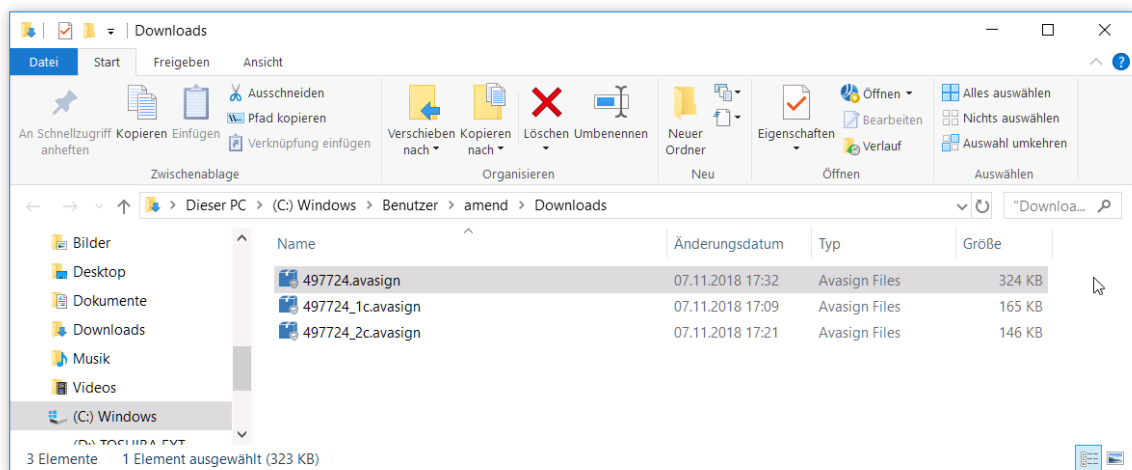 Downloads
Datei Start Freigeben Ansicht
An Schnellzugriff anheften
Kopieren
Einfügen
Ausschneiden
Pfad kopieren
Verknüpfung einfügen
Zwischenablage
Verschieben nach
Kopieren nach
Löschen
Umbenennen
Organisieren
Neuer Ordner
Neu
Eigenschaften
Öffnen
Bearbeiten
Verlauf
Öffnen
Alles auswählen
Nichts auswählen
Auswahl umkehren
Auswählen
Dieser PC > (C:) Windows > Benutzer > amend > Downloads
"Downloa...
Bilder
Desktop
Dokumente
Downloads
Musik
Videos
(C:) Windows
(D:) TOSHIBA EXT
Name Änderungsdatum Typ Größe
497724.avasign 07.11.2018 17:32 Avasign Files 324 KB
497724_1c.avasign 07.11.2018 17:09 Avasign Files 165 KB
497724_2c.avasign 07.11.2018 17:21 Avasign Files 146 KB
3 Elemente 1 Element ausgewählt (323 KB)